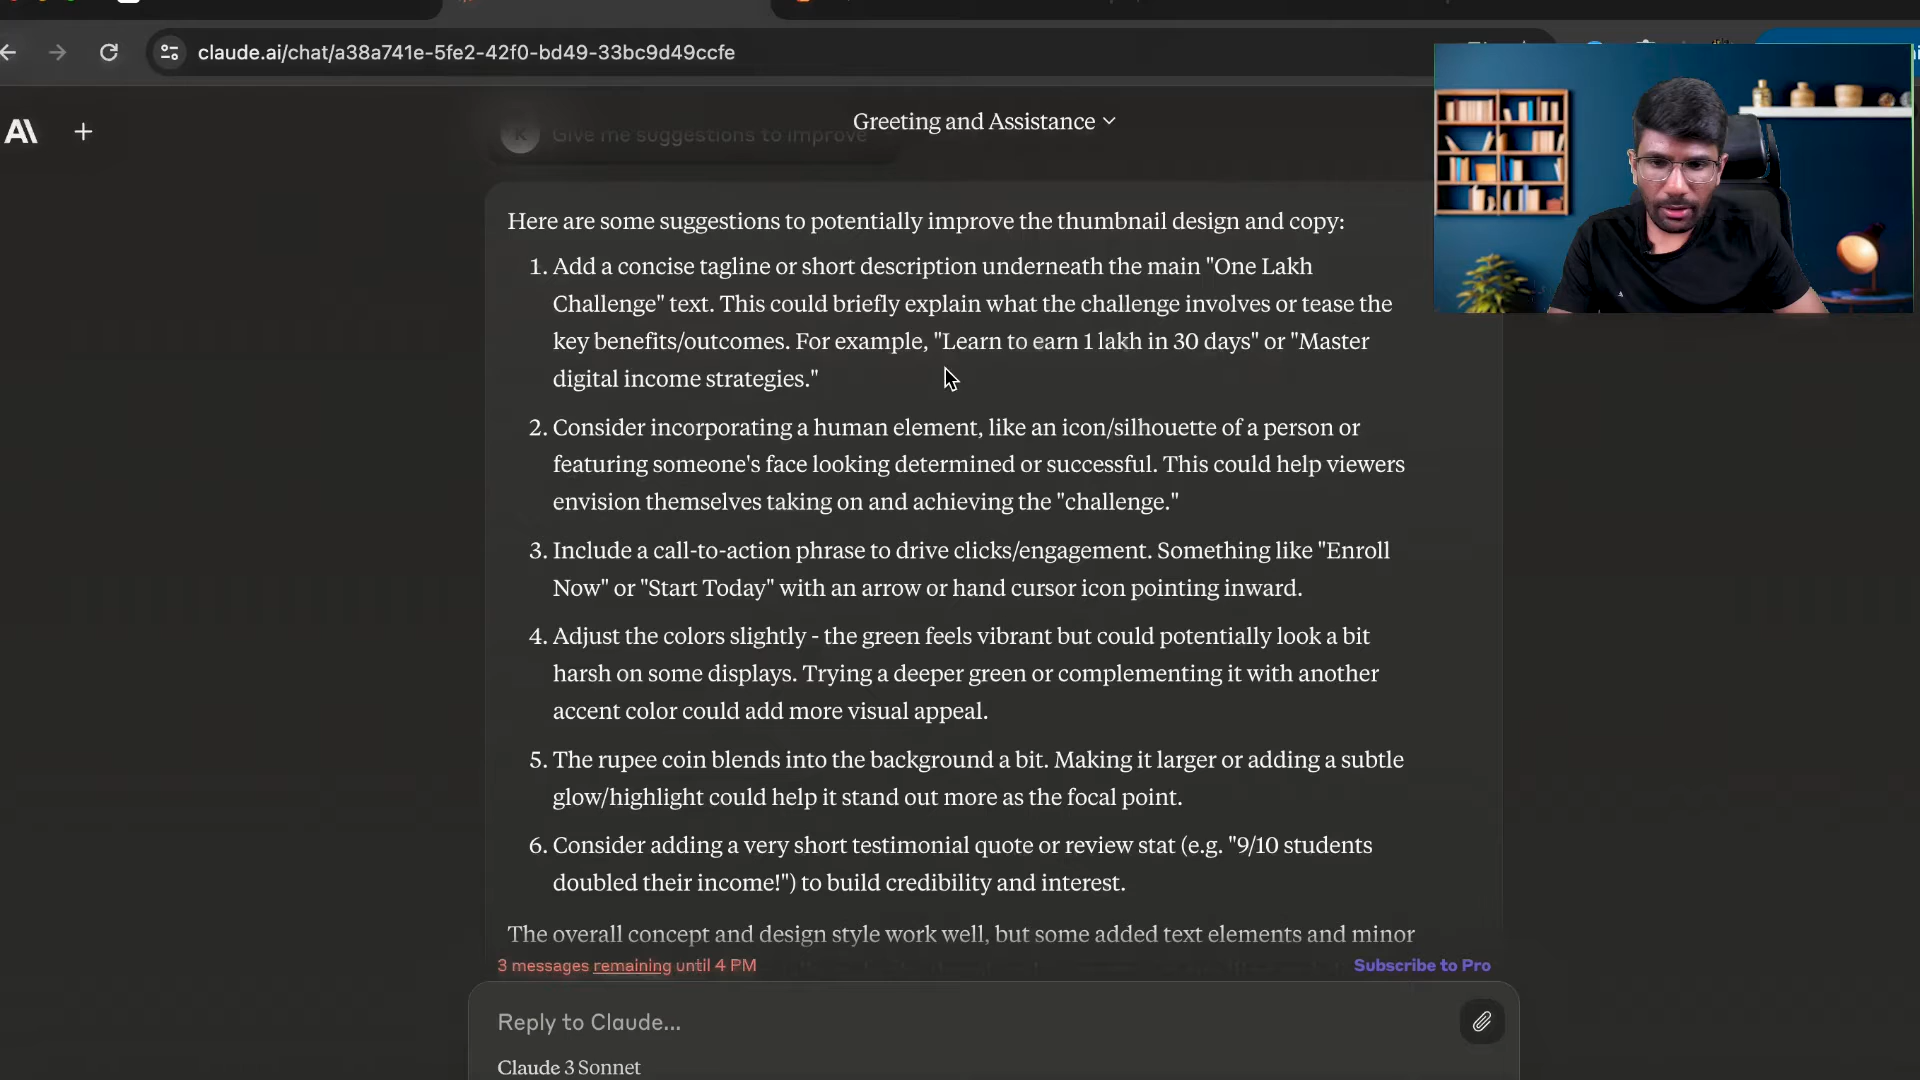 claude.ai/chat/a38a741e-5fe2-42f0-bd49-33bc9d49ccfe
A\
Greeting and Assistance
K
Give me suggestions to improve
Here are some suggestions to potentially improve the thumbnail design and copy:
1. Add a concise tagline or short description underneath the main "One Lakh
Challenge" text. This could briefly explain what the challenge involves or tease the
key benefits/outcomes. For example, "Learn to earn 1 lakh in 30 days" or "Master
digital income strategies."
2. Consider incorporating a human element, like an icon/silhouette of a person or
featuring someone's face looking determined or successful. This could help viewers
envision themselves taking on and achieving the "challenge."
3. Include a call-to-action phrase to drive clicks/engagement. Something like "Enroll
Now" or "Start Today" with an arrow or hand cursor icon pointing inward.
4. Adjust the colors slightly - the green feels vibrant but could potentially look a bit
harsh on some displays. Trying a deeper green or complementing it with another
accent color could add more visual appeal.
5. The rupee coin blends into the background a bit. Making it larger or adding a subtle
glow/highlight could help it stand out more as the focal point.
6. Consider adding a very short testimonial quote or review stat (e.g. "9/10 students
doubled their income!") to build credibility and interest.
The overall concept and design style work well, but some added text elements and minor
3 messages remaining until 4 PM
Subscribe to Pro
Reply to Claude...
Claude 3 Sonnet